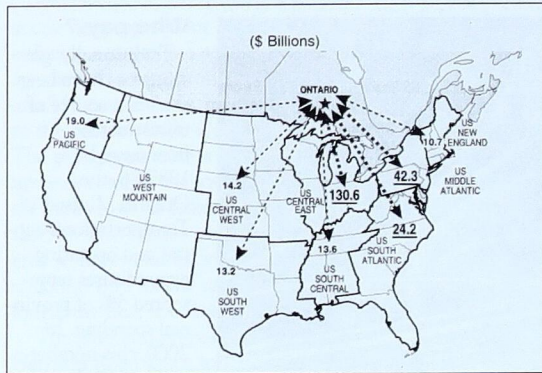 ($ Billions)
ONTARIO
19.0
US
PACIFIC
US
WEST
MOUNTAIN
14.2
US
CENTRAL
WEST
US
CENTRAL
EAST
130.6
10.7
US
NEW
ENGLAND
42.3
US
MIDDLE
ATLANTIC
24.2
US
SOUTH
ATLANTIC
13.6
US
SOUTH
CENTRAL
13.2
US
SOUTH
WEST